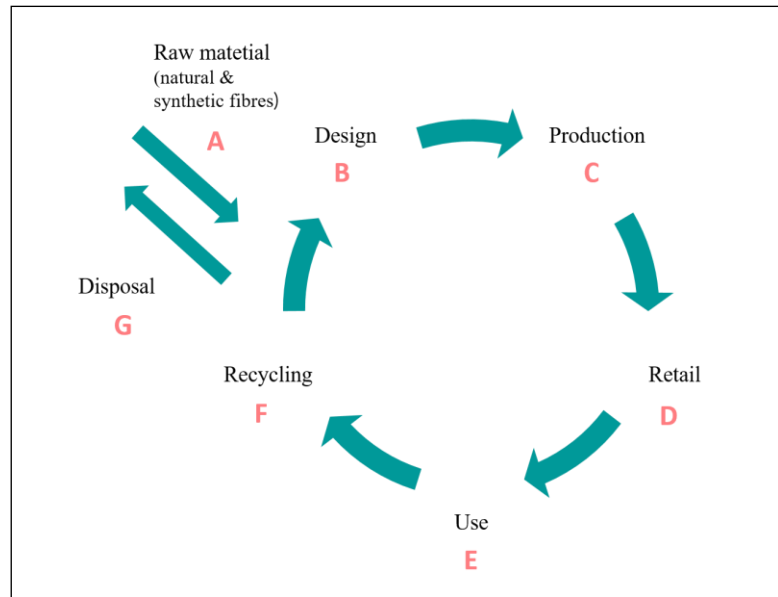 Raw matetial
(natural &
synthetic fibres)
A
Design
B
Production
C
Disposal
G
Recycling
F
Retail
D
Use
E